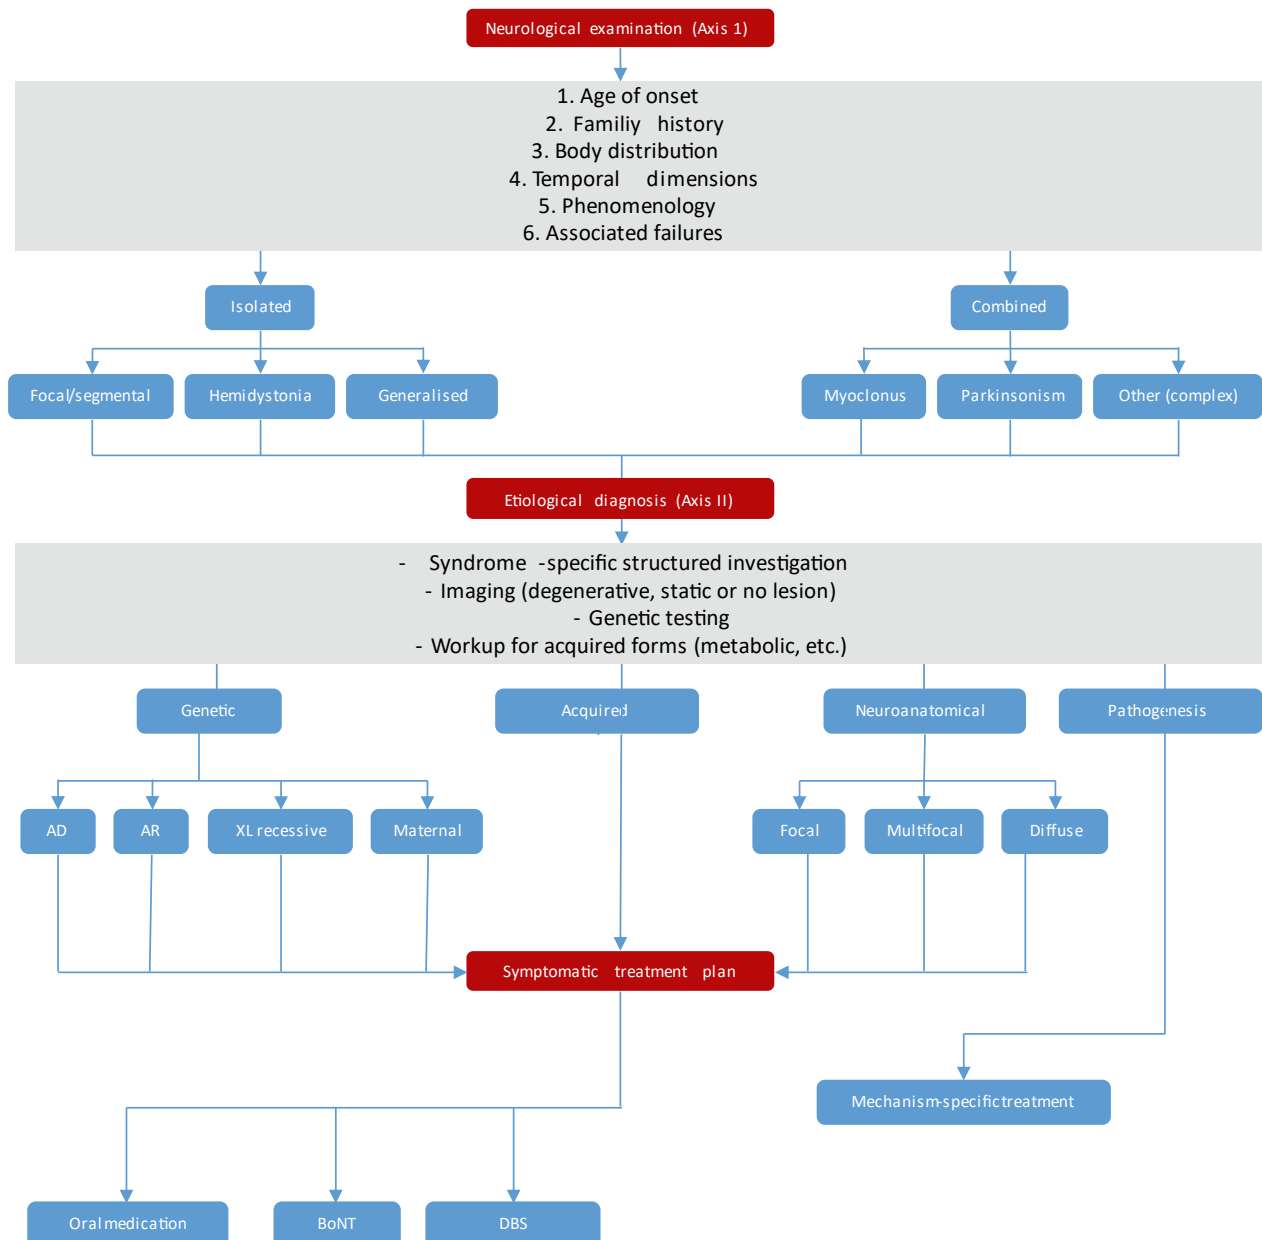 Neurological examination (Axis 1)
1. Age of onset
2. Familiy history
3. Body distribution
4. Temporal dimensions
5. Phenomenology
6. Associated failures
Isolated
Combined
Focal/segmental
Hemidystonia
Generalised
Myoclonus
Parkinsonism
Other (complex)
Etiological diagnosis (Axis II)
- Syndrome -specific structured investigation
- Imaging (degenerative, static or no lesion)
- Genetic testing
- Workup for acquired forms (metabolic, etc.)
Genetic
Acquired
Neuroanatomical
Pathogenesis
AD
AR
XL recessive
Maternal
Focal
Multifocal
Diffuse
Symptomatic treatment plan
Mechanism-specific treatment
Oral medication
BoNT
DBS